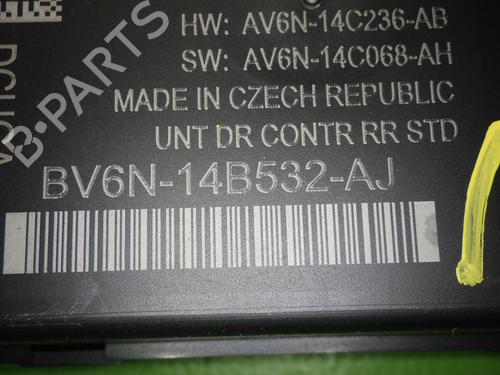 HW: AV6N-14C236-AB
SW: AV6N-14C068-AH
MADE IN CZECH REPUBLIC
UNT DR CONTR RR STD
BV6N-14B532-AJ
B-PARTS